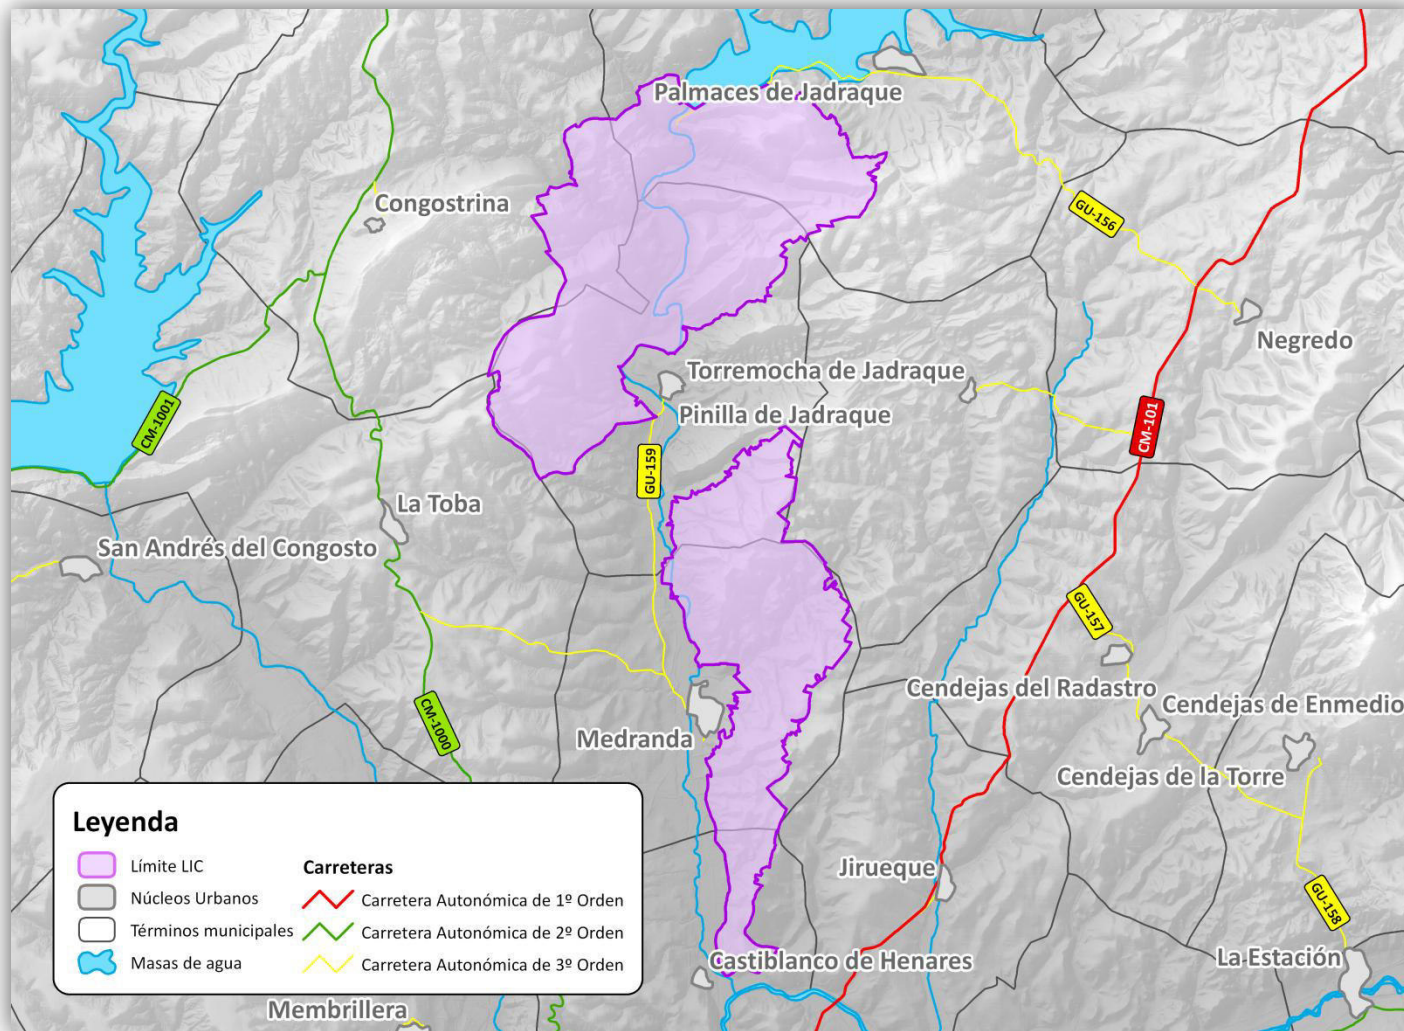 Palmaces de Jadraque
Congostrina
GU-156
Negredo
Torremocha de Jadraque
Pinilla de Jadraque
CM-1001
CM-101
GU-159
La Toba
San Andrés del Congosto
GU-157
Cendejas del Radastro
Cendejas de Enmedio
CM-1000
Medranda
Cendejas de la Torre
Jirueque
GU-158
La Estación
Castiblanco de Henares
Membrillera
Leyenda
Límite LIC
Núcleos Urbanos
Términos municipales
Masas de agua
Carreteras
Carretera Autonómica de 1º Orden
Carretera Autonómica de 2º Orden
Carretera Autonómica de 3º Orden